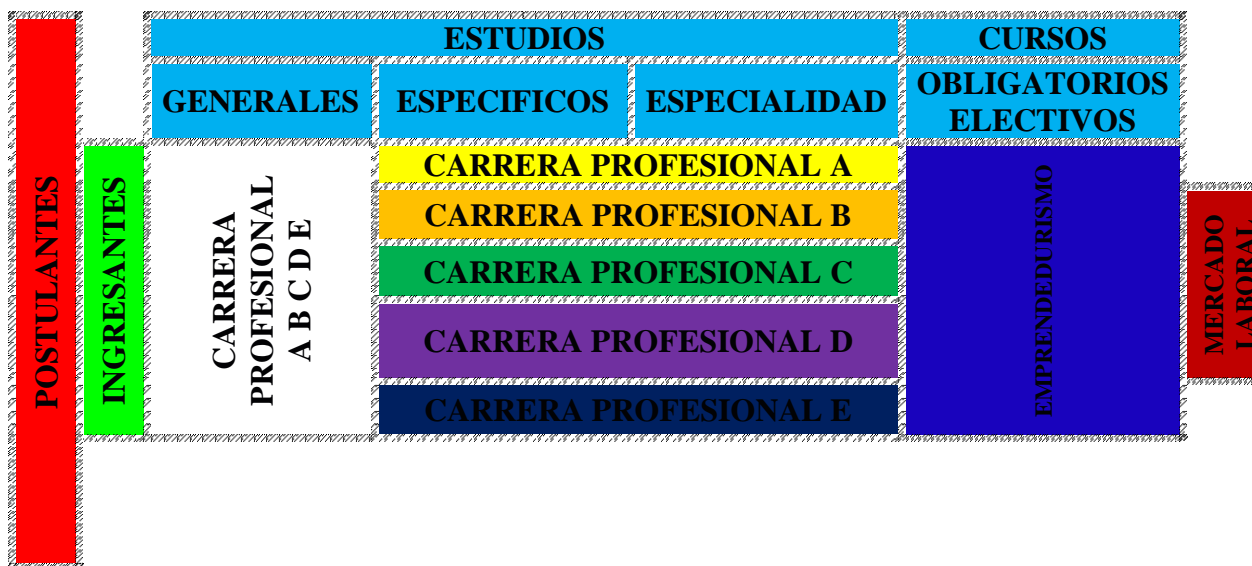 POSTULANTES
INGRESANTES
ESTUDIOS
CURSOS
GENERALES
ESPECIFICOS
ESPECIALIDAD
OBLIGATORIOS
ELECTIVOS
CARRERA
PROFESIONAL
A B C D E
CARRERA PROFESIONAL A
CARRERA PROFESIONAL B
CARRERA PROFESIONAL C
CARRERA PROFESIONAL D
CARRERA PROFESIONAL E
EMPRENDEDURISMO
MERCADO
LABORAL